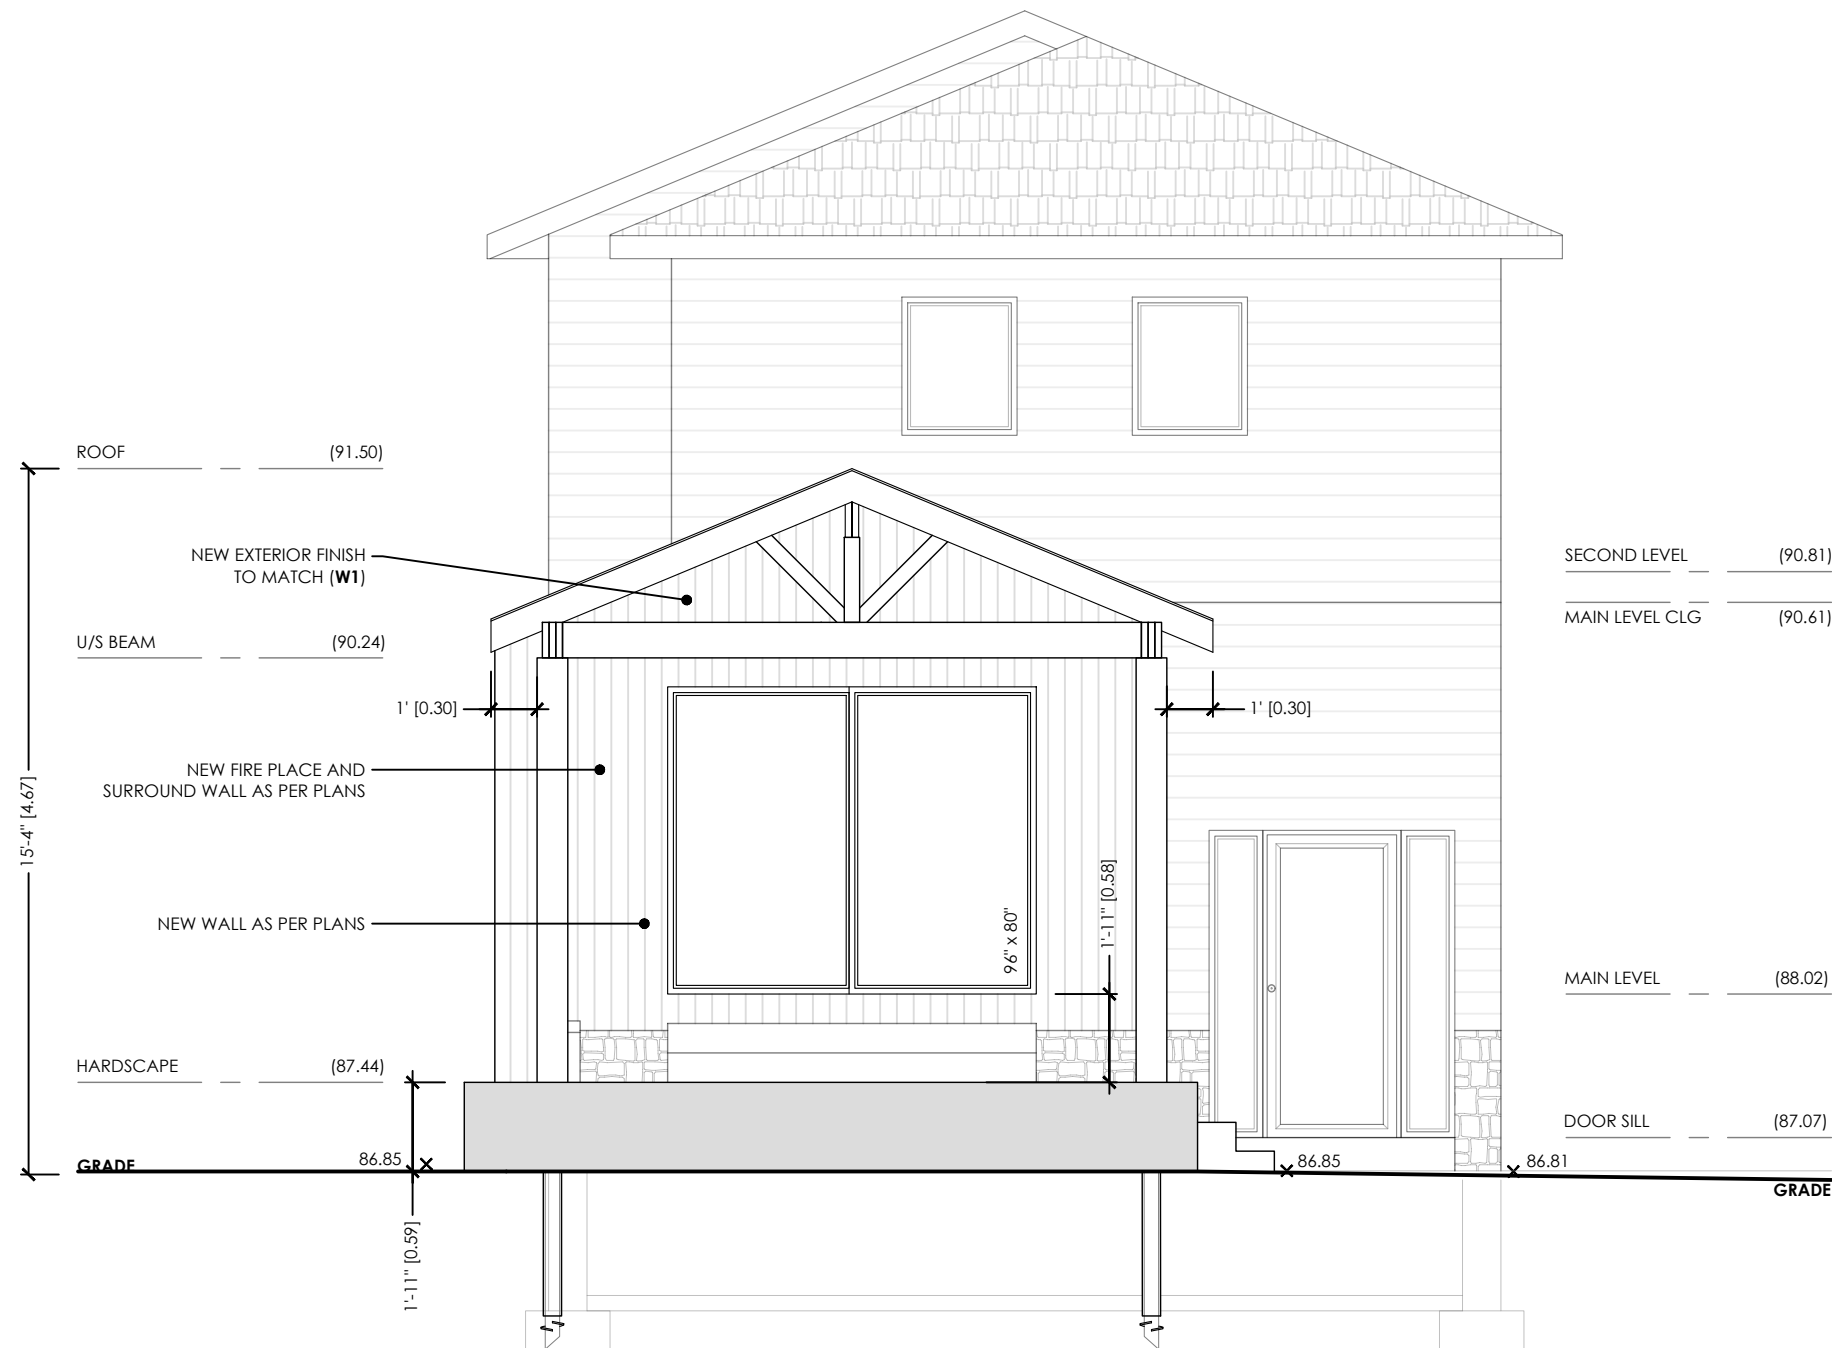 ROOF (91.50)
NEW EXTERIOR FINISH
TO MATCH (W1)
SECOND LEVEL (90.81)
MAIN LEVEL CLG (90.61)
U/S BEAM (90.24)
1' [0.30]
1' [0.30]
NEW FIRE PLACE AND
SURROUND WALL AS PER PLANS
15'-4" [4.67]
NEW WALL AS PER PLANS
96" x 80"
1'-11" [0.58]
MAIN LEVEL (88.02)
HARDSCAPE (87.44)
DOOR SILL (87.07)
GRADE 86.85
86.85
86.81
GRADE
1'-11" [0.59]